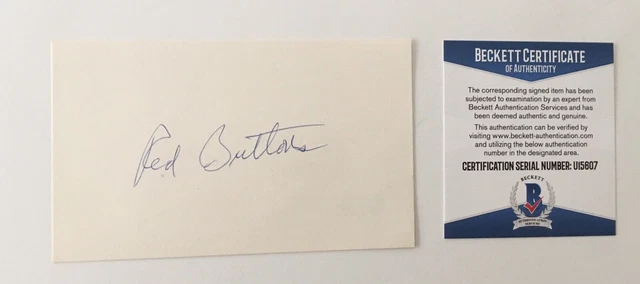 Red Buttons
BECKETT CERTIFICATE
OF AUTHENTICITY
The corresponding signed item has been
subjected to examination by an expert from
Beckett Authentication Services and has
been deemed authentic and genuine.
This authentication can be verified by
visiting www.beckett-authentication.com
and utilizing the below authentication
number in the designated area.
CERTIFICATION SERIAL NUMBER: U15607
BECKETT
B